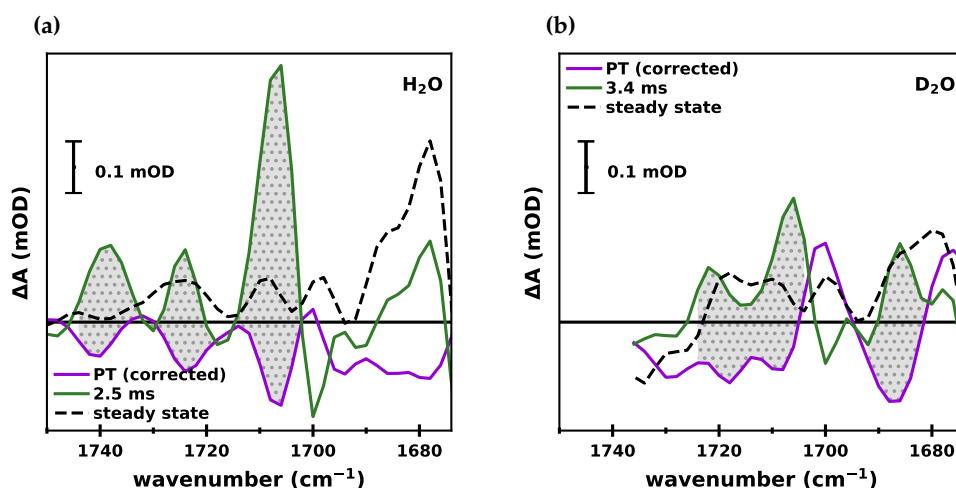 (a)
(b)
H₂O
0.1 mOD
ΔA (mOD)
PT (corrected)
2.5 ms
steady state
1740
1720
1700
1680
wavenumber (cm⁻¹)
PT (corrected)
3.4 ms
steady state
D₂O
0.1 mOD
ΔA (mOD)
1740
1720
1700
1680
wavenumber (cm⁻¹)